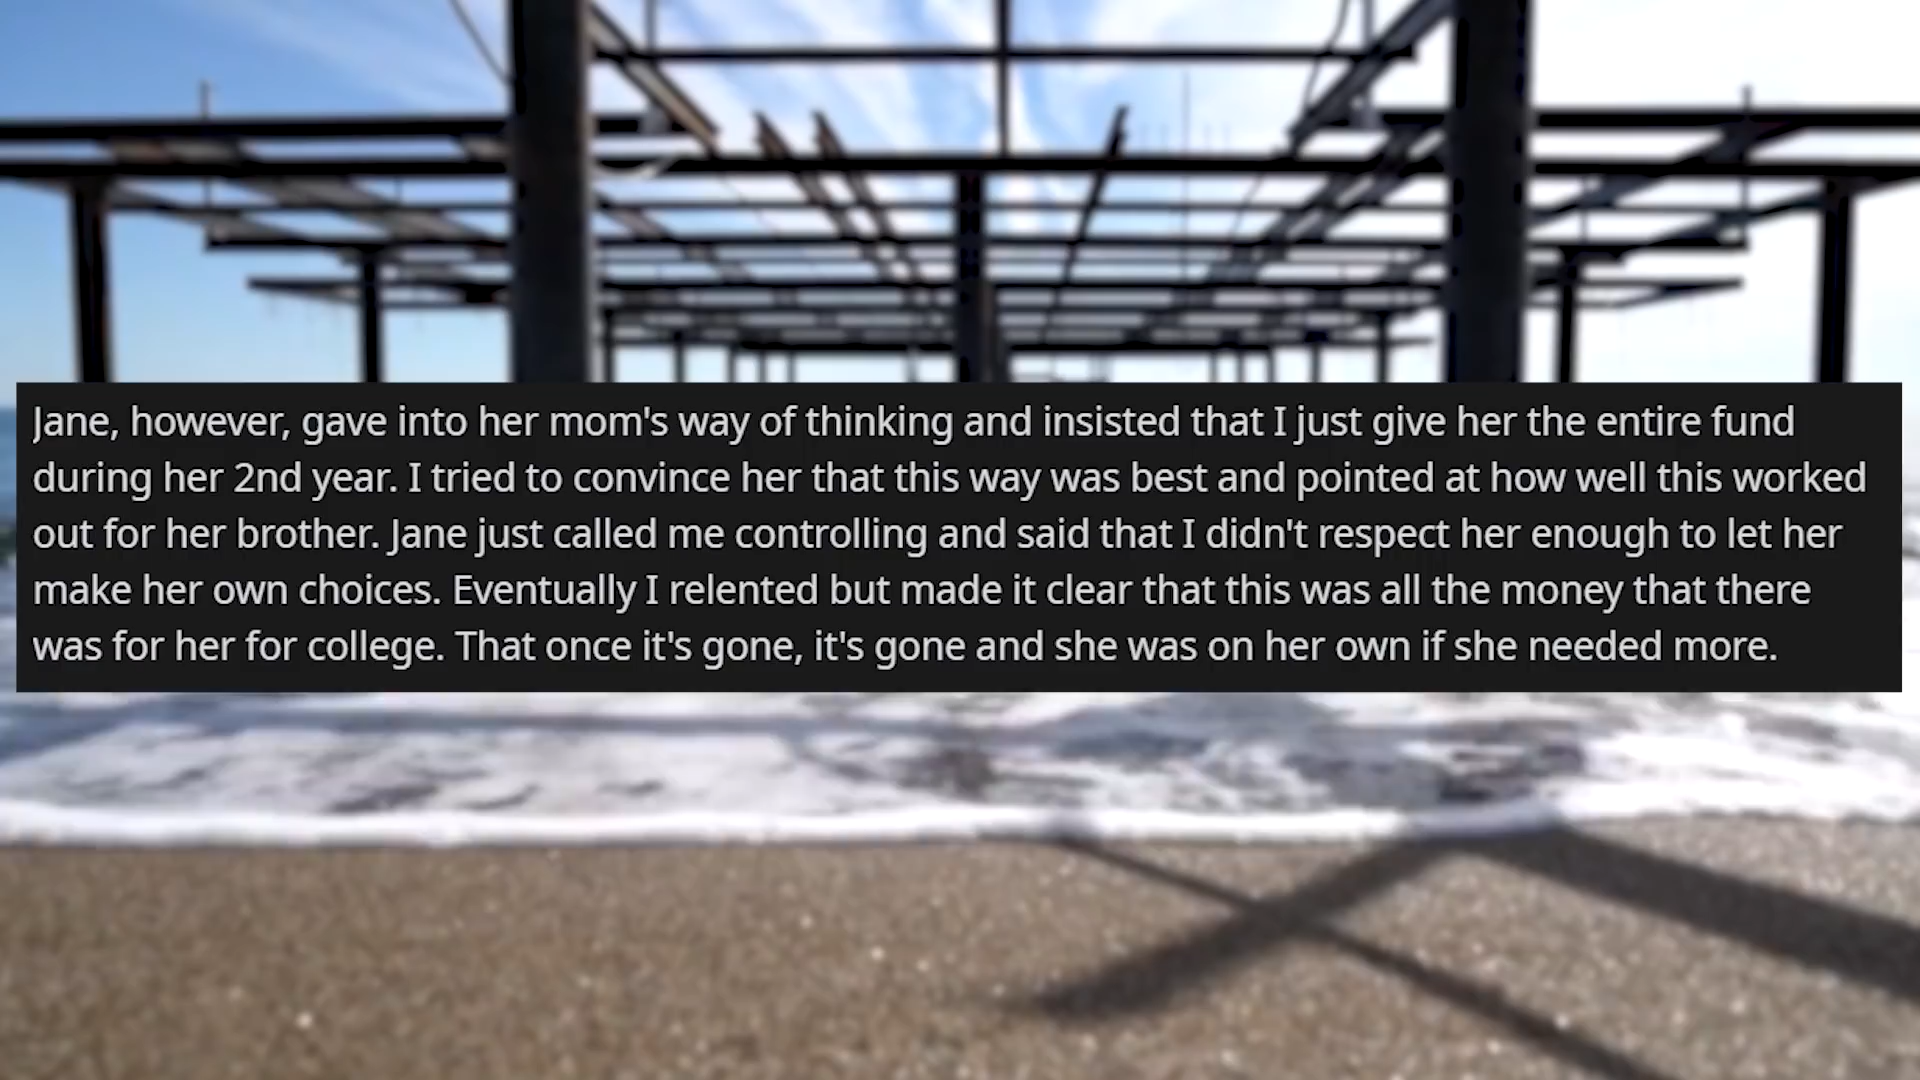 Jane, however, gave into her mom's way of thinking and insisted that I just give her the entire fund
during her 2nd year. I tried to convince her that this way was best and pointed at how well this worked
out for her brother. Jane just called me controlling and said that I didn't respect her enough to let her
make her own choices. Eventually I relented but made it clear that this was all the money that there
was for her for college. That once it's gone, it's gone and she was on her own if she needed more.